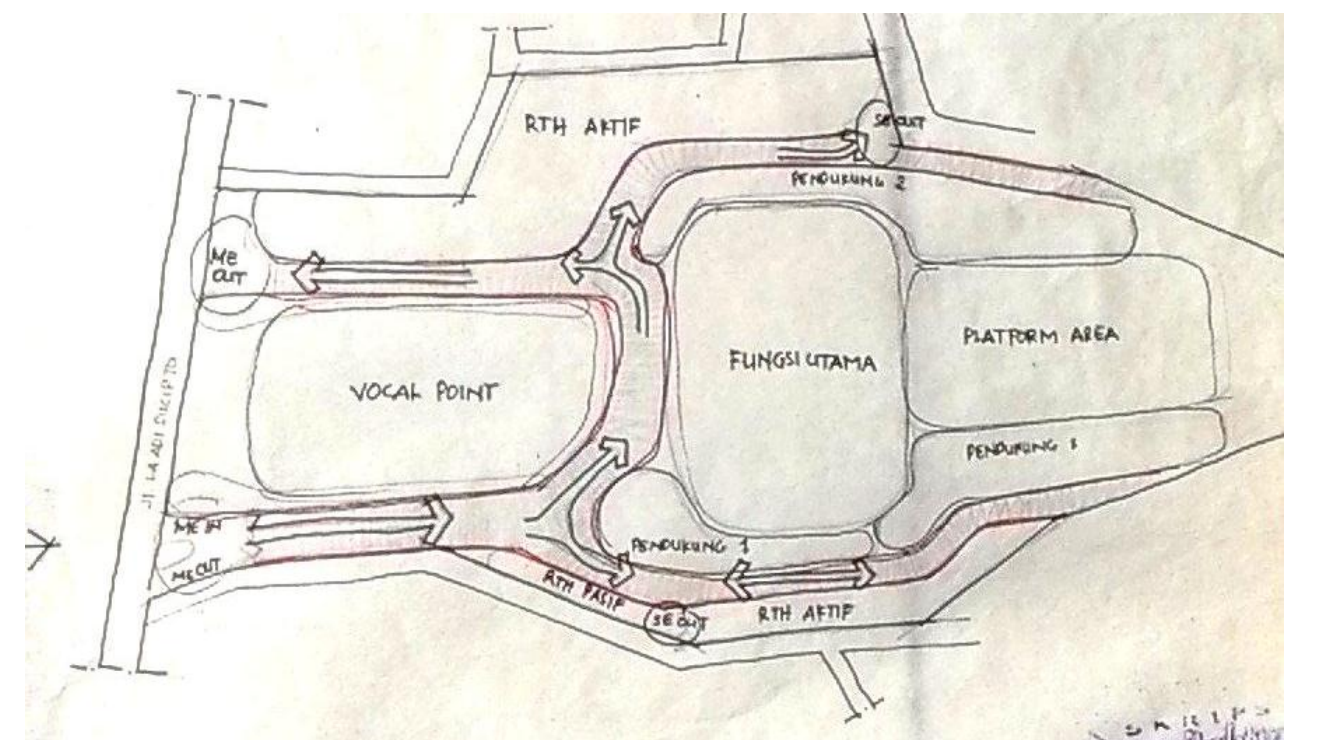 RTH AKTIF
SE OUT
PENDUKUNG 2
ME
OUT
PLATFORM AREA
FUNGSI UTAMA
VOCAL POINT
PENDUKUNG
ME IN
ME OUT
PENDUKUNG 1
RTH PASIF
SE OUT
RTH AKTIF